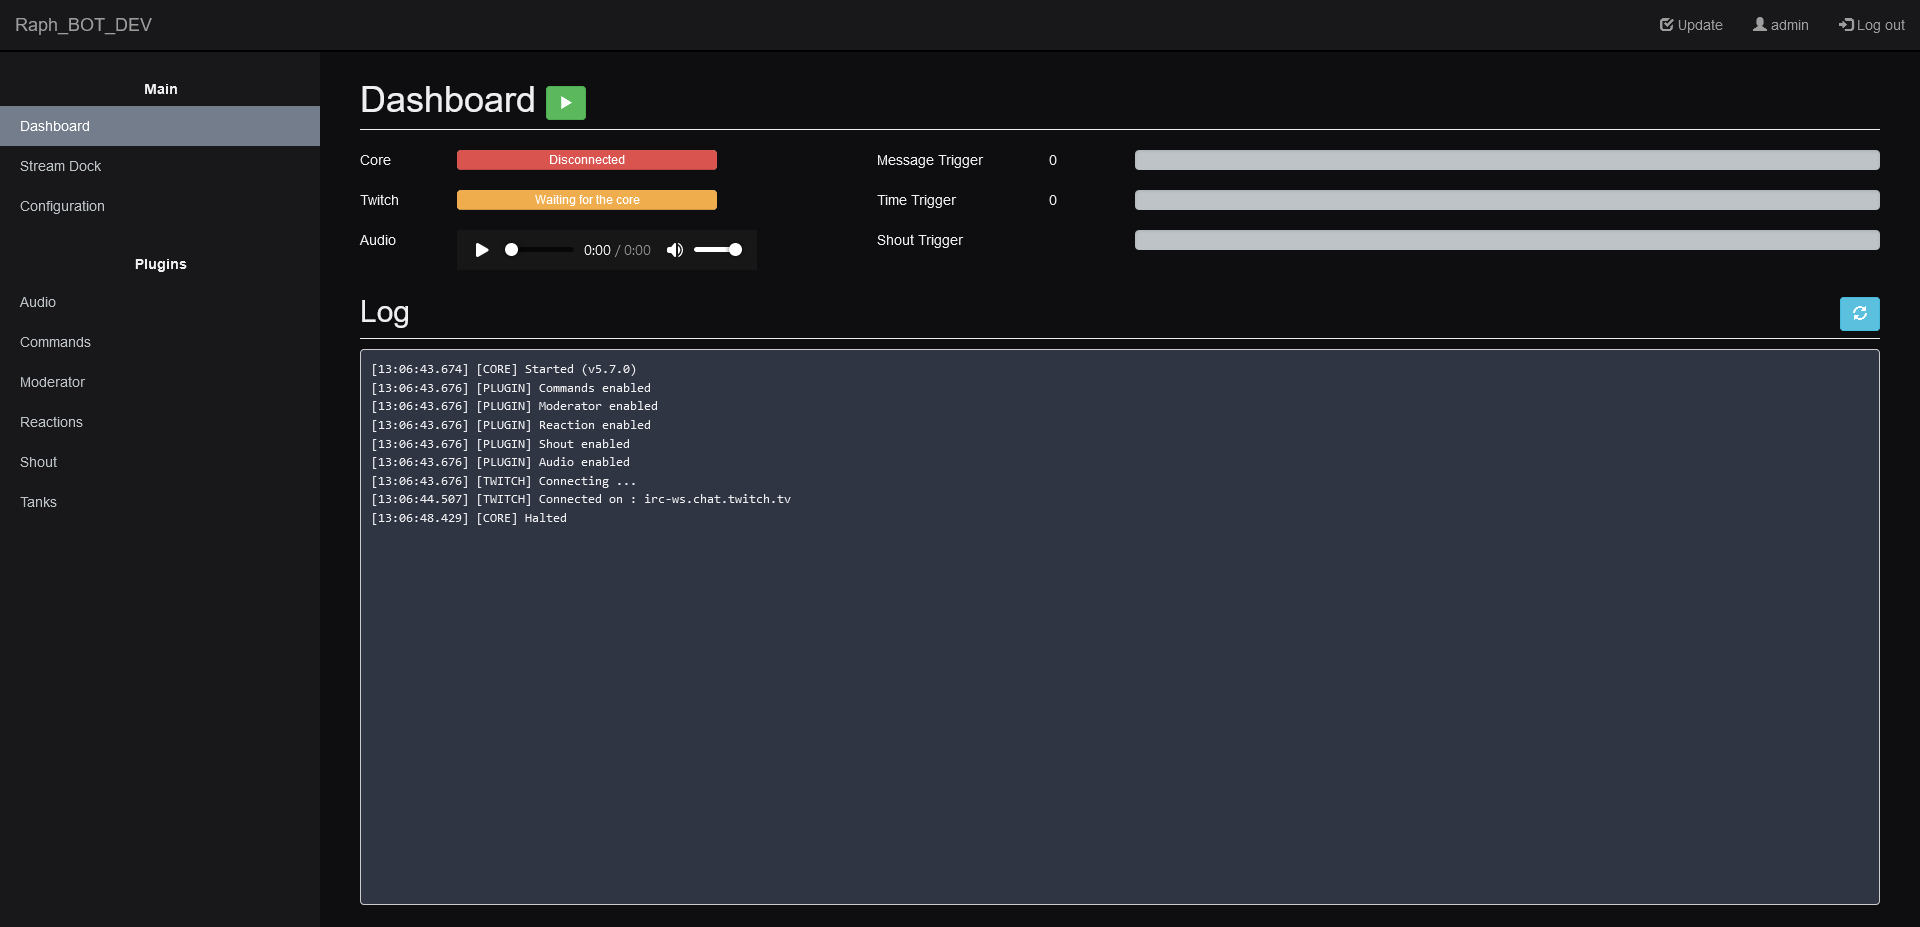 Raph_BOT_DEV
Update
admin
Log out
Main
Dashboard
Stream Dock
Configuration
Plugins
Audio
Commands
Moderator
Reactions
Shout
Tanks
Dashboard
Core
Disconnected
Message Trigger
0
Twitch
Waiting for the core
Time Trigger
0
Audio
0:00 / 0:00
Shout Trigger
Log
[13:06:43.674] [CORE] Started (v5.7.0)
[13:06:43.676] [PLUGIN] Commands enabled
[13:06:43.676] [PLUGIN] Moderator enabled
[13:06:43.676] [PLUGIN] Reaction enabled
[13:06:43.676] [PLUGIN] Shout enabled
[13:06:43.676] [PLUGIN] Audio enabled
[13:06:43.676] [TWITCH] Connecting ...
[13:06:44.507] [TWITCH] Connected on : irc-ws.chat.twitch.tv
[13:06:48.429] [CORE] Halted